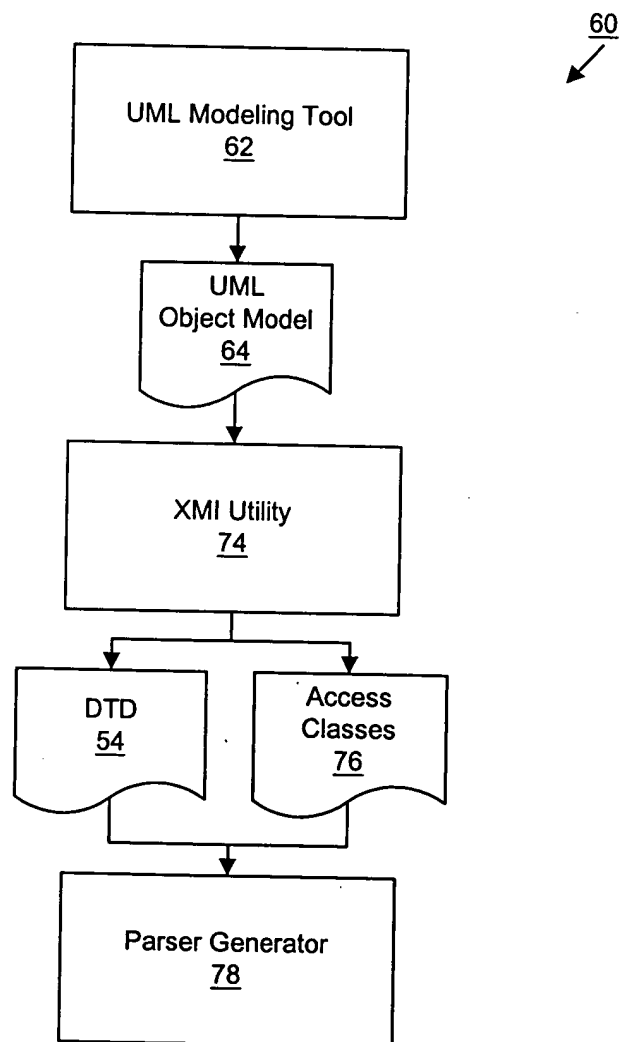 60
UML Modeling Tool
62
UML
Object Model
64
XMI Utility
74
DTD
54
Access
Classes
76
Parser Generator
78